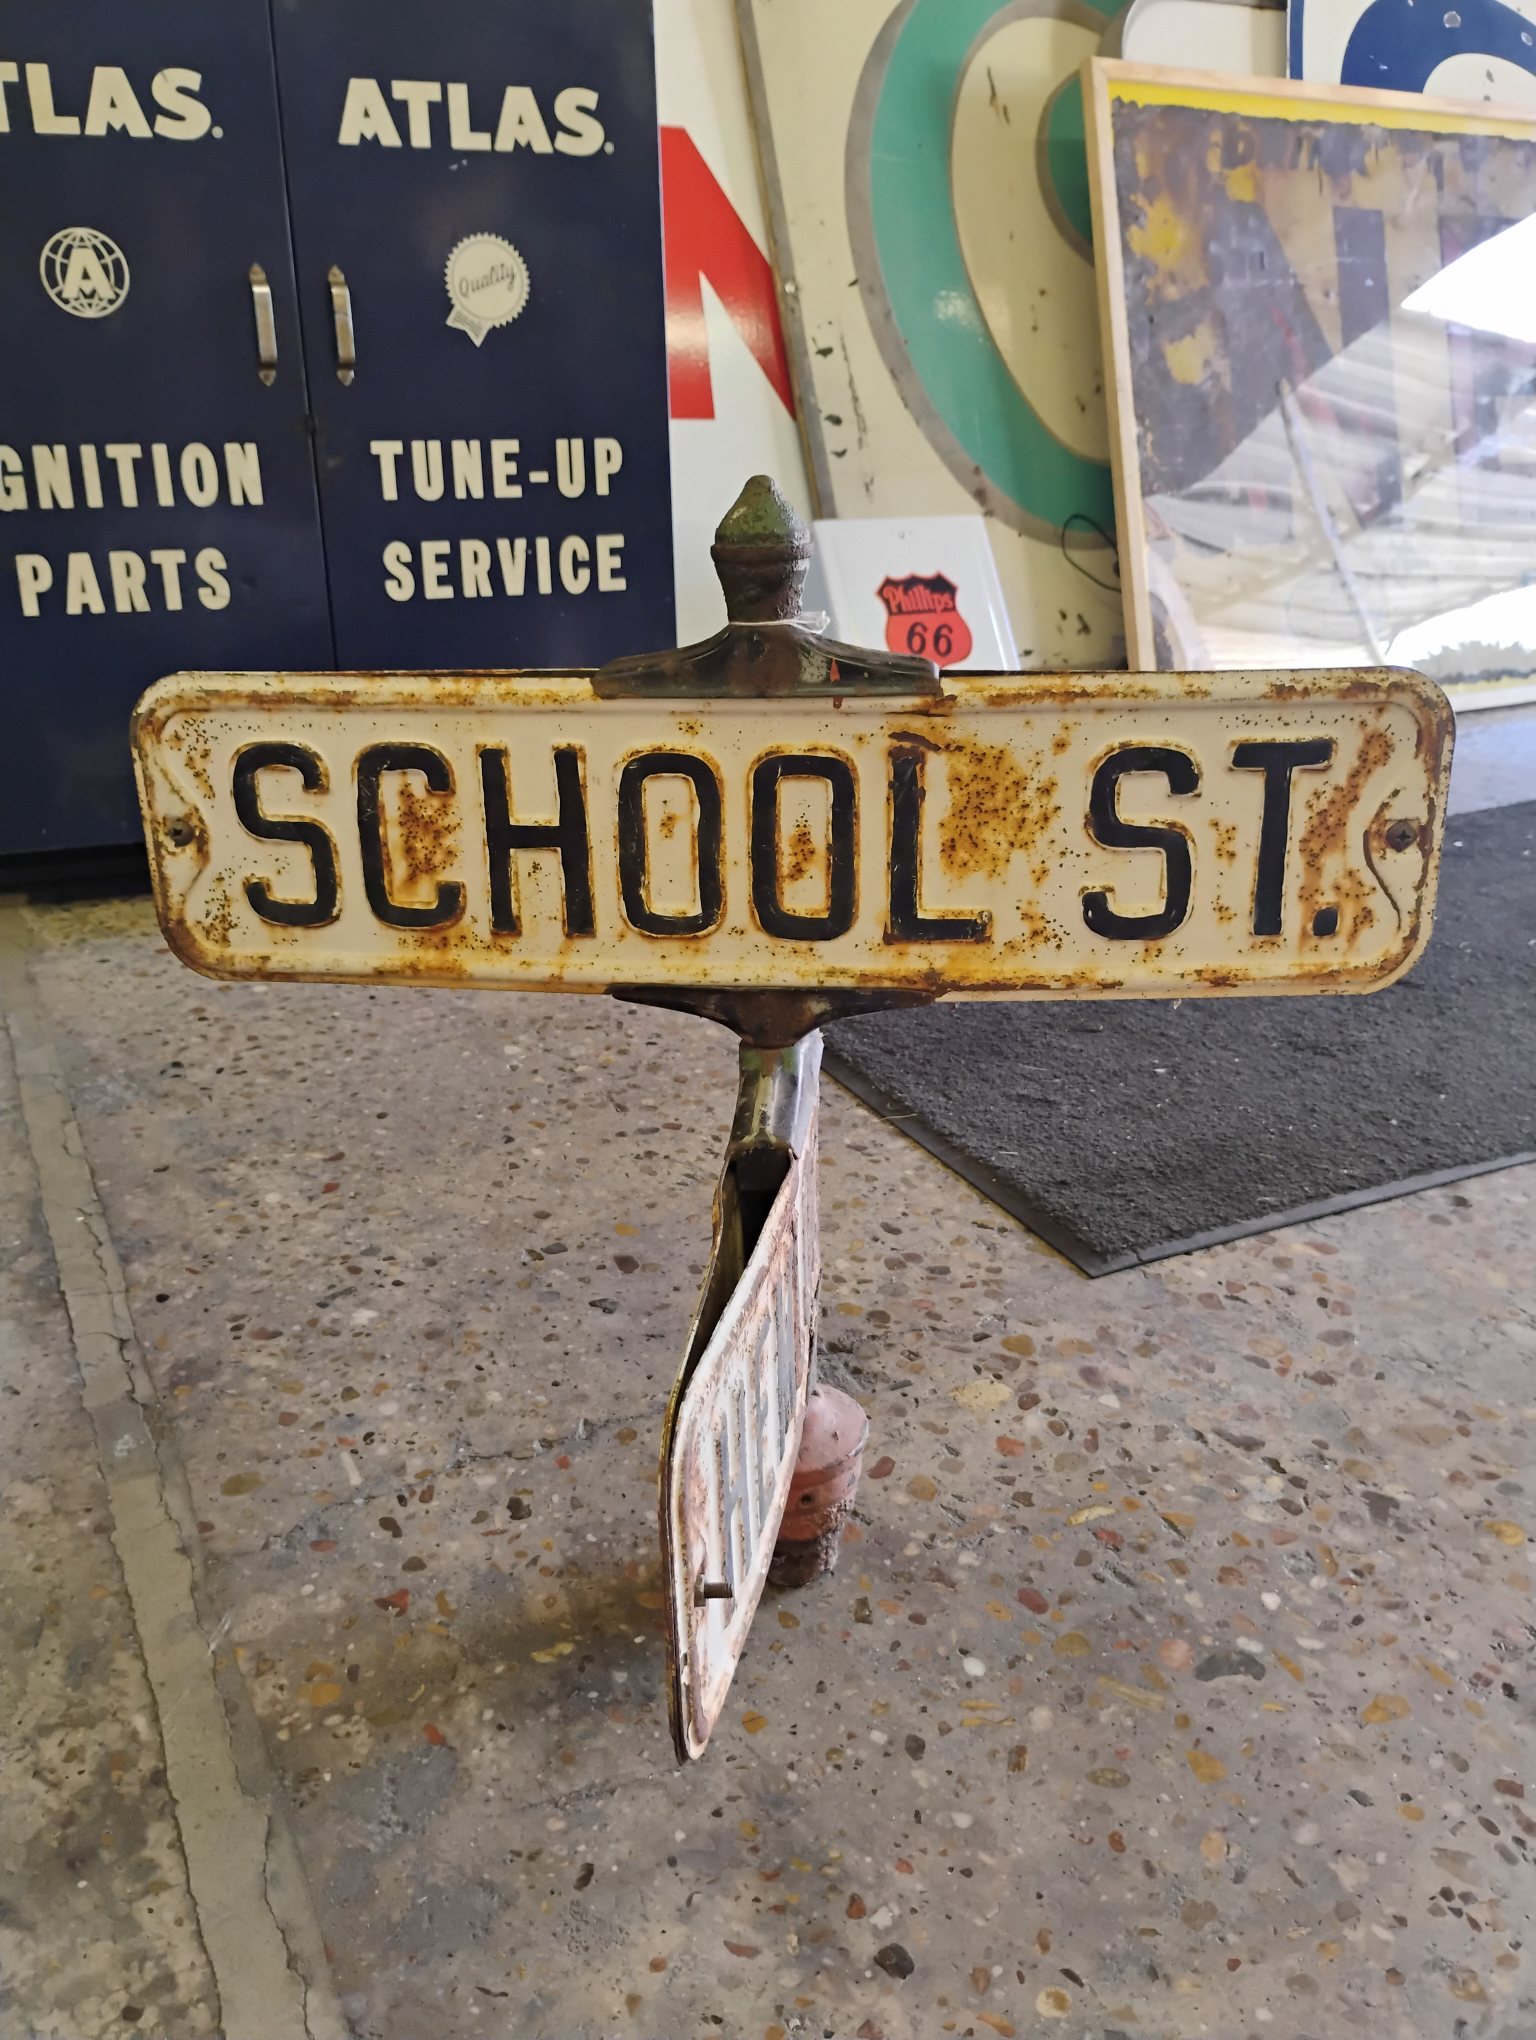 TLAS.
ATLAS.
A
Quality
GNITION
PARTS
TUNE-UP
SERVICE
Phillips
66
SCHOOL ST.